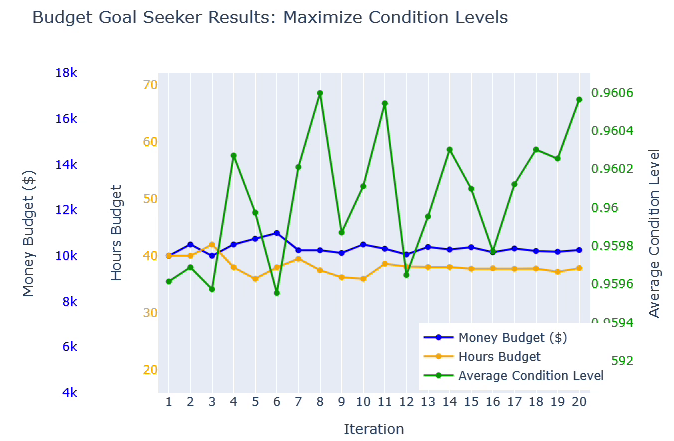 Budget Goal Seeker Results: Maximize Condition Levels
18k
16k
14k
12k
10k
8k
6k
4k
Money Budget ($)
70
60
50
40
30
20
Hours Budget
0.9606
0.9604
0.9602
0.96
0.9598
0.9596
0.9594
592
Average Condition Level
Money Budget ($)
Hours Budget
Average Condition Level
1 2 3 4 5 6 7 8 9 10 11 12 13 14 15 16 17 18 19 20
Iteration